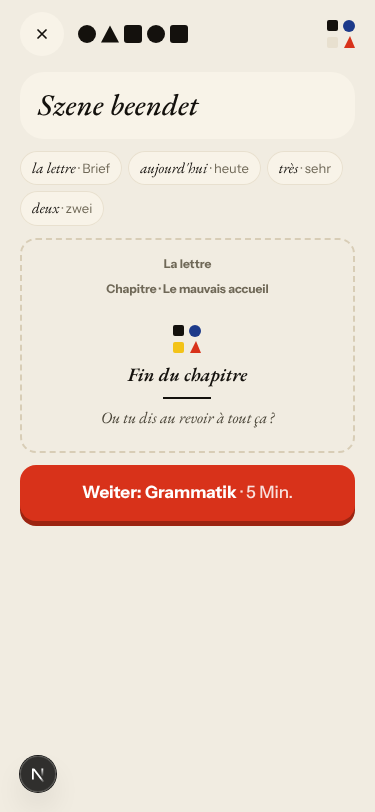 Szene beendet
la lettre · Brief
aujourd'hui · heute
très · sehr
deux · zwei
La lettre
Chapitre · Le mauvais accueil
Fin du chapitre
Ou tu dis au revoir à tout ça ?
Weiter: Grammatik · 5 Min.
N